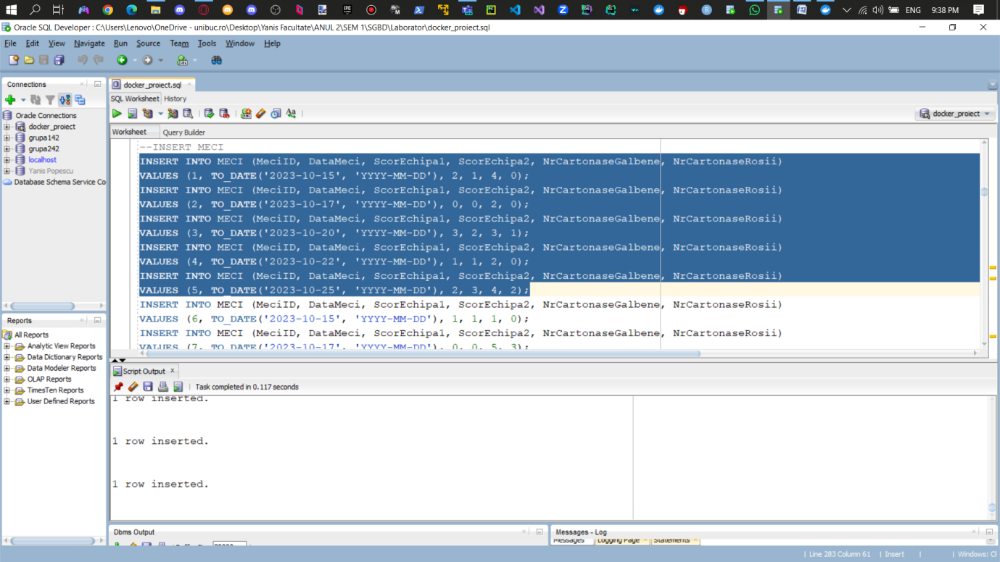 ENG 9:38 PM
Oracle SQL Developer : C:\Users\Lenovo\OneDrive - unibuc.ro\Desktop\Yanis Facultate\ANUL 2\SEM 1\SGBD\Laborator\docker_proiect.sql
File Edit View Navigate Run Source Team Tools Window Help
Connections
Oracle Connections
docker_proiect
grupa142
grupa242
localhost
Yanis Popescu
Database Schema Service Co
Reports
All Reports
Analytic View Reports
Data Dictionary Reports
Data Modeler Reports
OLAP Reports
TimesTen Reports
User Defined Reports
docker_proiect.sql
SQL Worksheet History
docker_proiect
Worksheet Query Builder
--INSERT MECI
INSERT INTO MECI (MeciID, DataMeci, ScorEchipa1, ScorEchipa2, NrCartonaseGalbene, NrCartonaseRosii)
VALUES (1, TO_DATE('2023-10-15', 'YYYY-MM-DD'), 2, 1, 4, 0);
INSERT INTO MECI (MeciID, DataMeci, ScorEchipa1, ScorEchipa2, NrCartonaseGalbene, NrCartonaseRosii)
VALUES (2, TO_DATE('2023-10-17', 'YYYY-MM-DD'), 0, 0, 2, 0);
INSERT INTO MECI (MeciID, DataMeci, ScorEchipa1, ScorEchipa2, NrCartonaseGalbene, NrCartonaseRosii)
VALUES (3, TO_DATE('2023-10-20', 'YYYY-MM-DD'), 3, 2, 3, 1);
INSERT INTO MECI (MeciID, DataMeci, ScorEchipa1, ScorEchipa2, NrCartonaseGalbene, NrCartonaseRosii)
VALUES (4, TO_DATE('2023-10-22', 'YYYY-MM-DD'), 1, 1, 2, 0);
INSERT INTO MECI (MeciID, DataMeci, ScorEchipa1, ScorEchipa2, NrCartonaseGalbene, NrCartonaseRosii)
VALUES (5, TO_DATE('2023-10-25', 'YYYY-MM-DD'), 2, 3, 4, 2);
INSERT INTO MECI (MeciID, DataMeci, ScorEchipa1, ScorEchipa2, NrCartonaseGalbene, NrCartonaseRosii)
VALUES (6, TO_DATE('2023-10-15', 'YYYY-MM-DD'), 1, 1, 1, 0);
INSERT INTO MECI (MeciID, DataMeci, ScorEchipa1, ScorEchipa2, NrCartonaseGalbene, NrCartonaseRosii)
VALUES (7, TO_DATE('2023-10-17', 'YYYY-MM-DD'), 0, 0, 5, 3);
Script Output
Task completed in 0.117 seconds
1 row inserted.
1 row inserted.
1 row inserted.
Dbms Output
Messages - Log
Messages Logging Page Statements
Line 283 Column 61 Insert Windows: